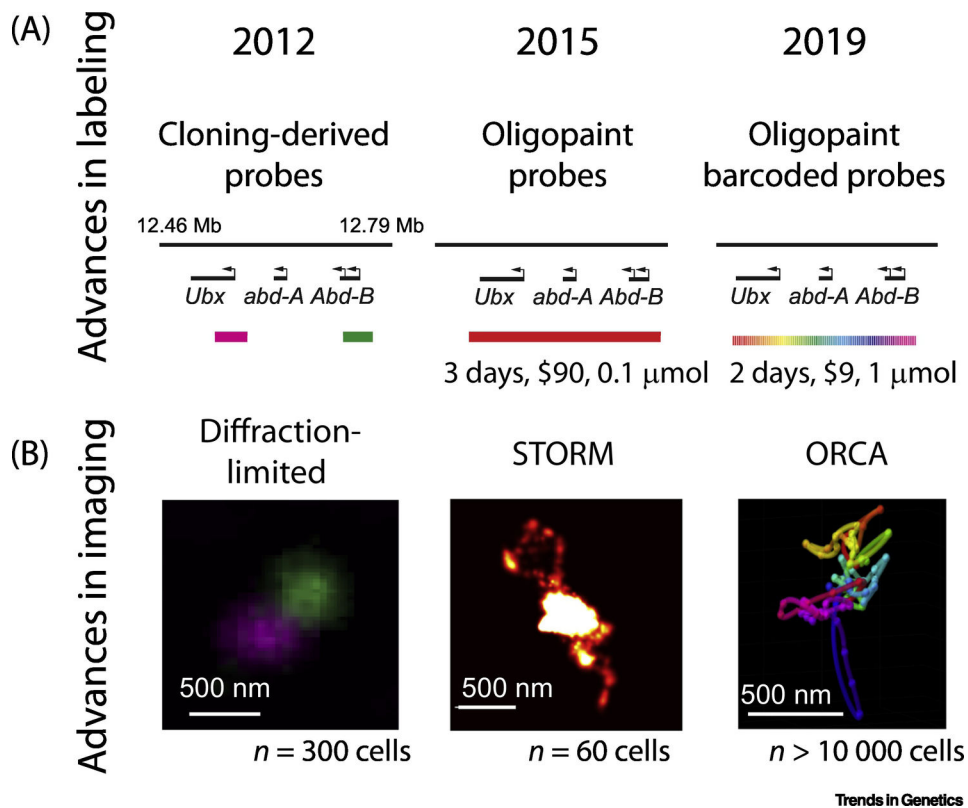 (A)
Advances in labeling
2012
2015
2019
Cloning-derived
probes
Oligopaint
probes
Oligopaint
barcoded probes
12.46 Mb
12.79 Mb
Ubx
abd-A
Abd-B
Ubx
abd-A
Abd-B
Ubx
abd-A
Abd-B
3 days, $90, 0.1 μmol
2 days, $9, 1 μmol
(B)
Advances in imaging
Diffraction-
limited
STORM
ORCA
500 nm
500 nm
500 nm
n = 300 cells
n = 60 cells
n > 10 000 cells
Trends in Genetics